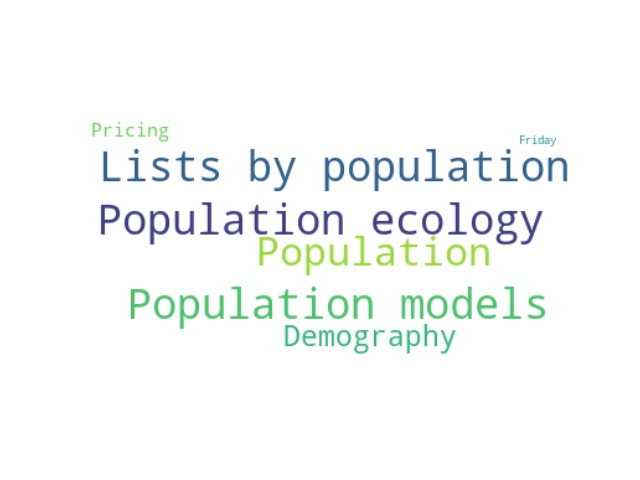 Pricing
Friday
Lists by population
Population ecology
Population
Population models
Demography